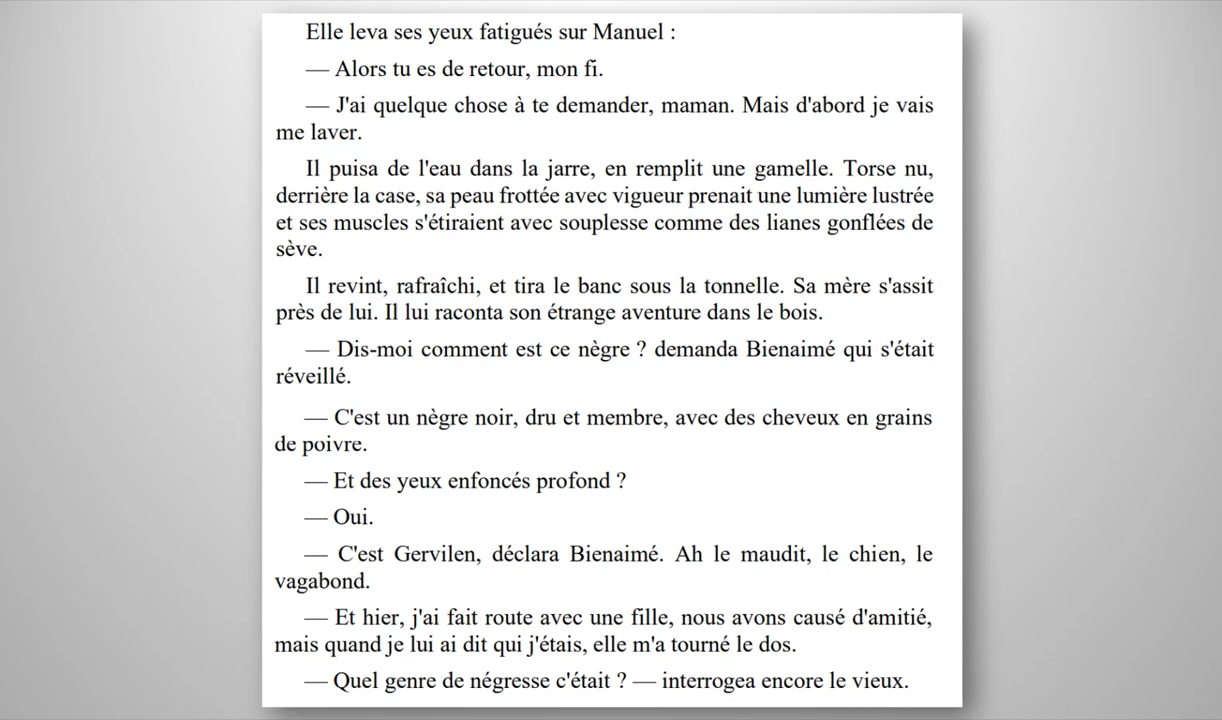 Elle leva ses yeux fatigués sur Manuel :
— Alors tu es de retour, mon fi.
— J'ai quelque chose à te demander, maman. Mais d'abord je vais
me laver.
Il puisa de l'eau dans la jarre, en remplit une gamelle. Torse nu,
derrière la case, sa peau frottée avec vigueur prenait une lumière lustrée
et ses muscles s'étiraient avec souplesse comme des lianes gonflées de
sève.
Il revint, rafraîchi, et tira le banc sous la tonnelle. Sa mère s'assit
près de lui. Il lui raconta son étrange aventure dans le bois.
— Dis-moi comment est ce nègre ? demanda Bienaimé qui s'était
réveillé.
— C'est un nègre noir, dru et membre, avec des cheveux en grains
de poivre.
— Et des yeux enfoncés profond ?
— Oui.
— C'est Gervilen, déclara Bienaimé. Ah le maudit, le chien, le
vagabond.
— Et hier, j'ai fait route avec une fille, nous avons causé d'amitié,
mais quand je lui ai dit qui j'étais, elle m'a tourné le dos.
— Quel genre de négresse c'était ? — interrogea encore le vieux.